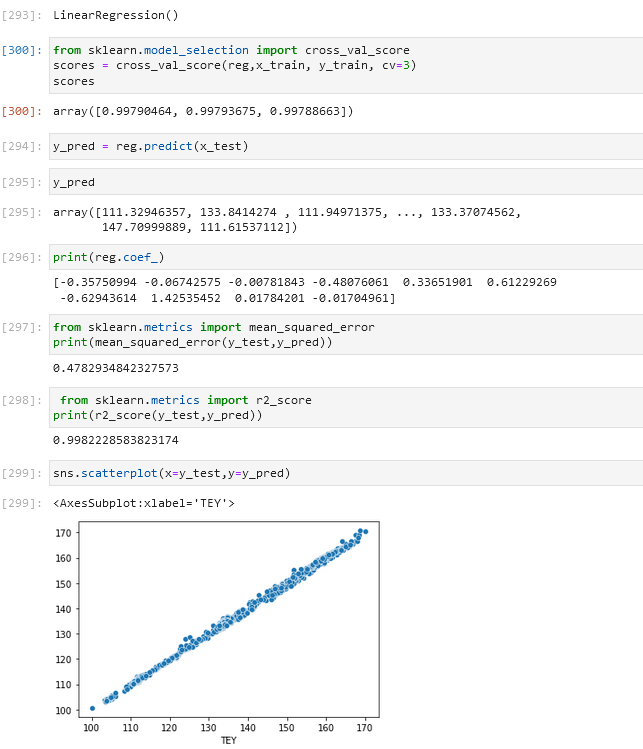 [293]: LinearRegression()
[300]: from sklearn.model_selection import cross_val_score
scores = cross_val_score(reg,x_train, y_train, cv=3)
scores
[300]: array([0.99790464, 0.99793675, 0.99788663])
[294]: y_pred = reg.predict(x_test)
[295]: y_pred
[295]: array([111.32946357, 133.8414274 , 111.94971375, ..., 133.37074562,
147.70999889, 111.61537112])
[296]: print(reg.coef_)
[-0.35750994 -0.06742575 -0.00781843 -0.48076061 0.33651901 0.61229269
-0.62943614 1.42535452 0.01784201 -0.01704961]
[297]: from sklearn.metrics import mean_squared_error
print(mean_squared_error(y_test,y_pred))
0.4782934842327573
[298]: from sklearn.metrics import r2_score
print(r2_score(y_test,y_pred))
0.9982228583823174
[299]: sns.scatterplot(x=y_test,y=y_pred)
[299]: <AxesSubplot:xlabel='TEY'>
170
160
150
140
130
120
110
100
100 110 120 130 140 150 160 170
TEY